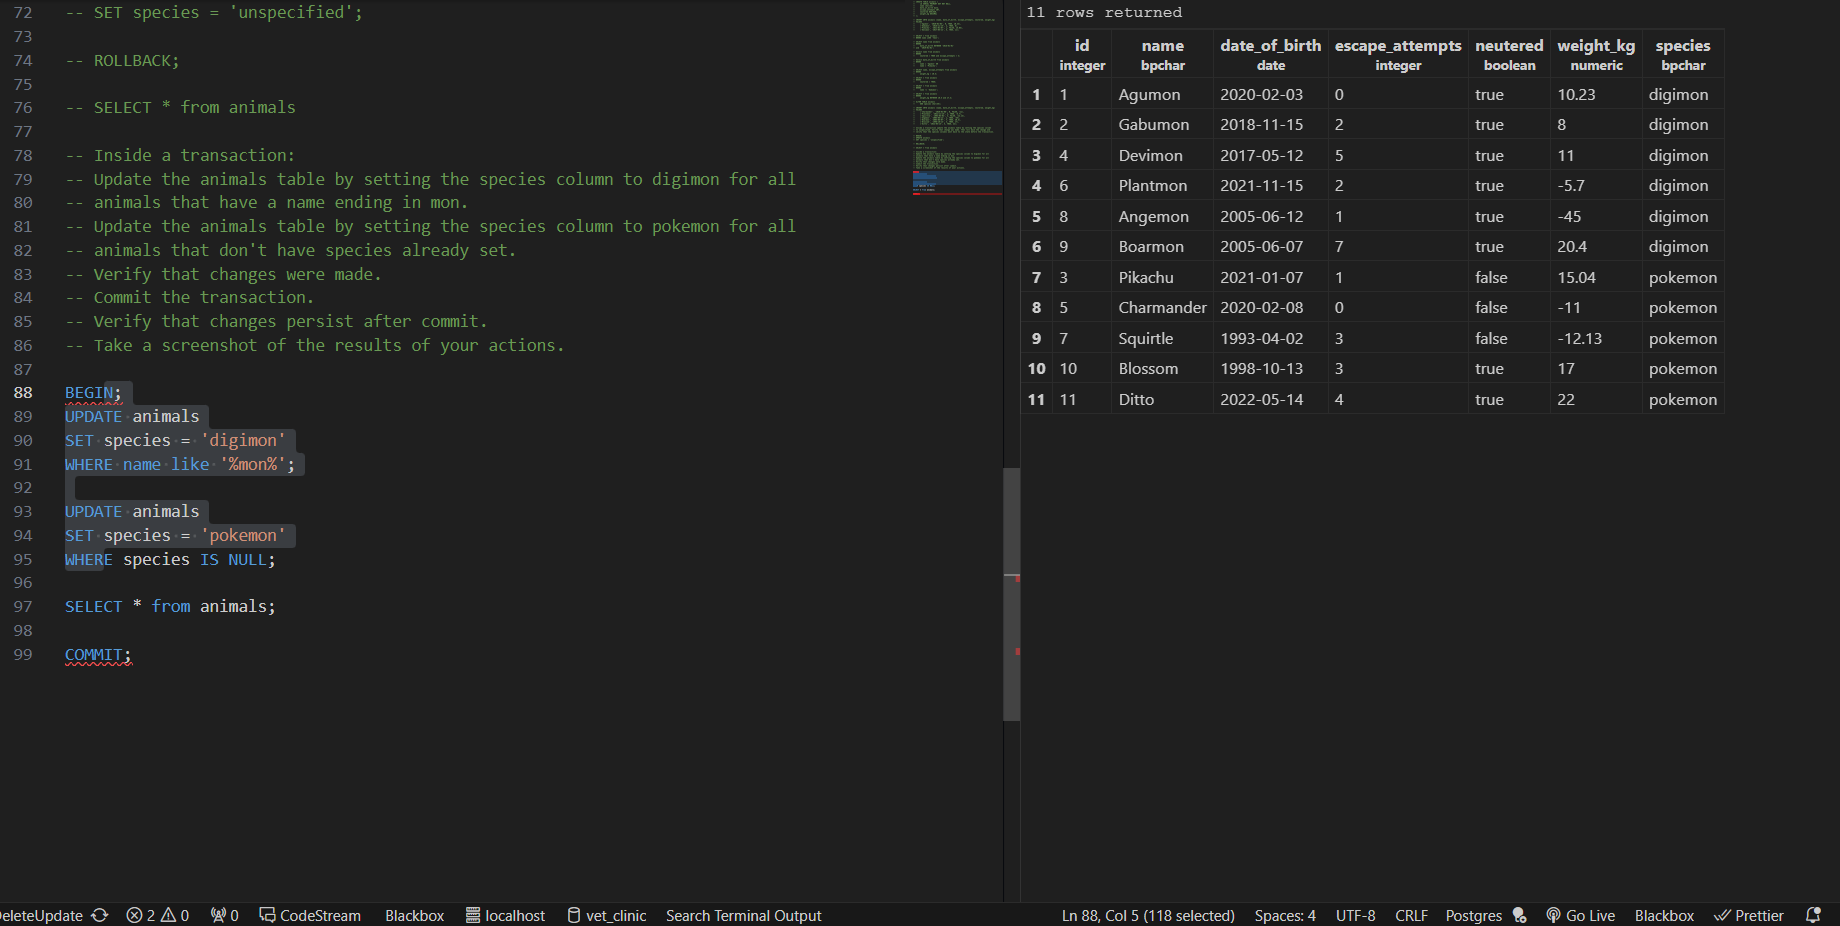 72 -- SET species = 'unspecified';
73
74 -- ROLLBACK;
75
76 -- SELECT * from animals
77
78 -- Inside a transaction:
79 -- Update the animals table by setting the species column to digimon for all
80 -- animals that have a name ending in mon.
81 -- Update the animals table by setting the species column to pokemon for all
82 -- animals that don't have species already set.
83 -- Verify that changes were made.
84 -- Commit the transaction.
85 -- Verify that changes persist after commit.
86 -- Take a screenshot of the results of your actions.
87
88 BEGIN;
89 UPDATE animals
90 SET species = 'digimon'
91 WHERE name like '%mon%';
92
93 UPDATE animals
94 SET species = 'pokemon'
95 WHERE species IS NULL;
96
97 SELECT * from animals;
98
99 COMMIT;
11 rows returned
id name date_of_birth escape_attempts neutered weight_kg species
integer bpchar date integer boolean numeric bpchar
1 1 Agumon 2020-02-03 0 true 10.23 digimon
2 2 Gabumon 2018-11-15 2 true 8 digimon
3 4 Devimon 2017-05-12 5 true 11 digimon
4 6 Plantmon 2021-11-15 2 true -5.7 digimon
5 8 Angemon 2005-06-12 1 true -45 digimon
6 9 Boarmon 2005-06-07 7 true 20.4 digimon
7 3 Pikachu 2021-01-07 1 false 15.04 pokemon
8 5 Charmander 2020-02-08 0 false -11 pokemon
9 7 Squirtle 1993-04-02 3 false -12.13 pokemon
10 10 Blossom 1998-10-13 3 true 17 pokemon
11 11 Ditto 2022-05-14 4 true 22 pokemon
eleteUpdate 2 0 0 CodeStream Blackbox localhost vet_clinic Search Terminal Output Ln 88, Col 5 (118 selected) Spaces: 4 UTF-8 CRLF Postgres Go Live Blackbox Prettier